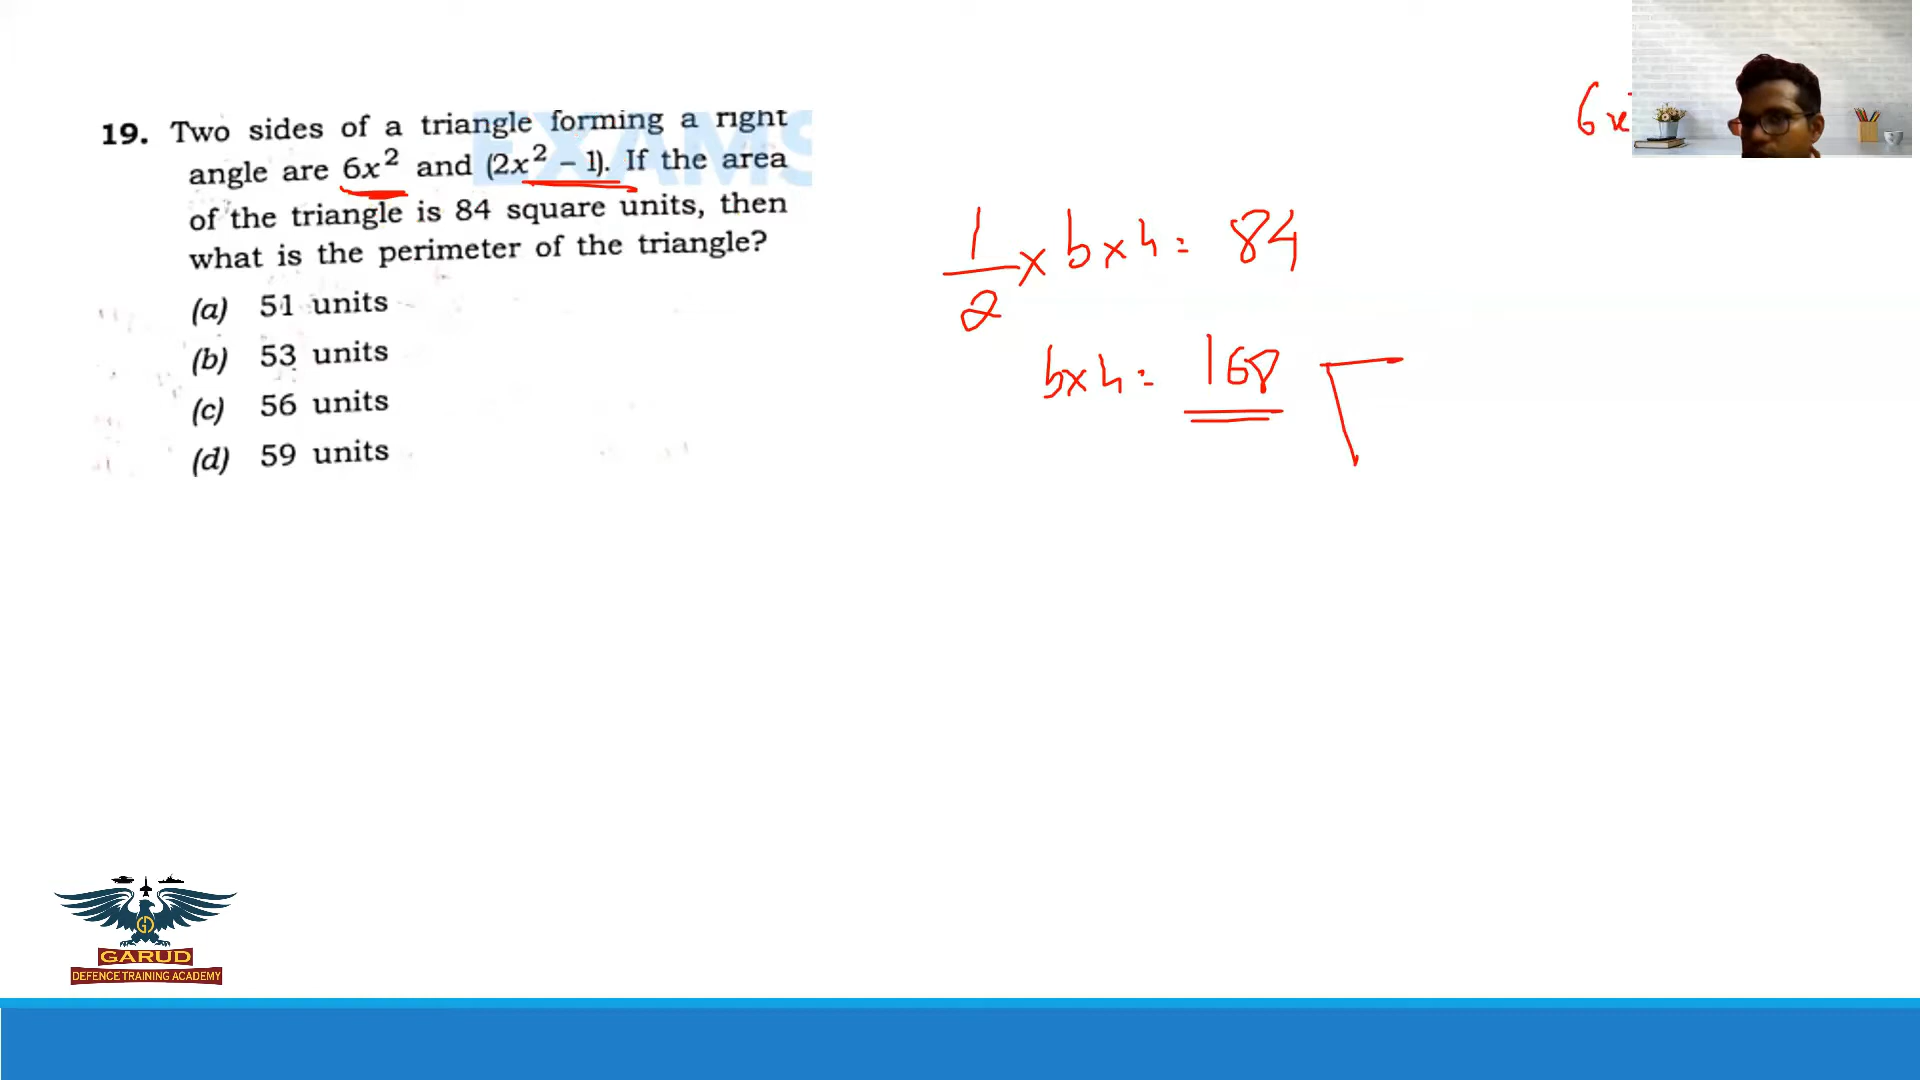 19. Two sides of a triangle forming a right
angle are 6x² and (2x² – 1). If the area
of the triangle is 84 square units, then
what is the perimeter of the triangle?
(a) 51 units
(b) 53 units
(c) 56 units
(d) 59 units
EXAMS
6x
1/2 × b × h = 84
b × h = 168
GARUD
DEFENCE TRAINING ACADEMY